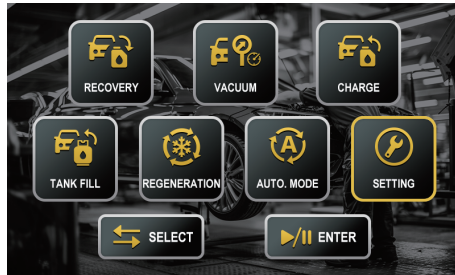 RECOVERY
VACUUM
CHARGE
TANK FILL
REGENERATION
A
AUTO. MODE
SETTING
SELECT
ENTER